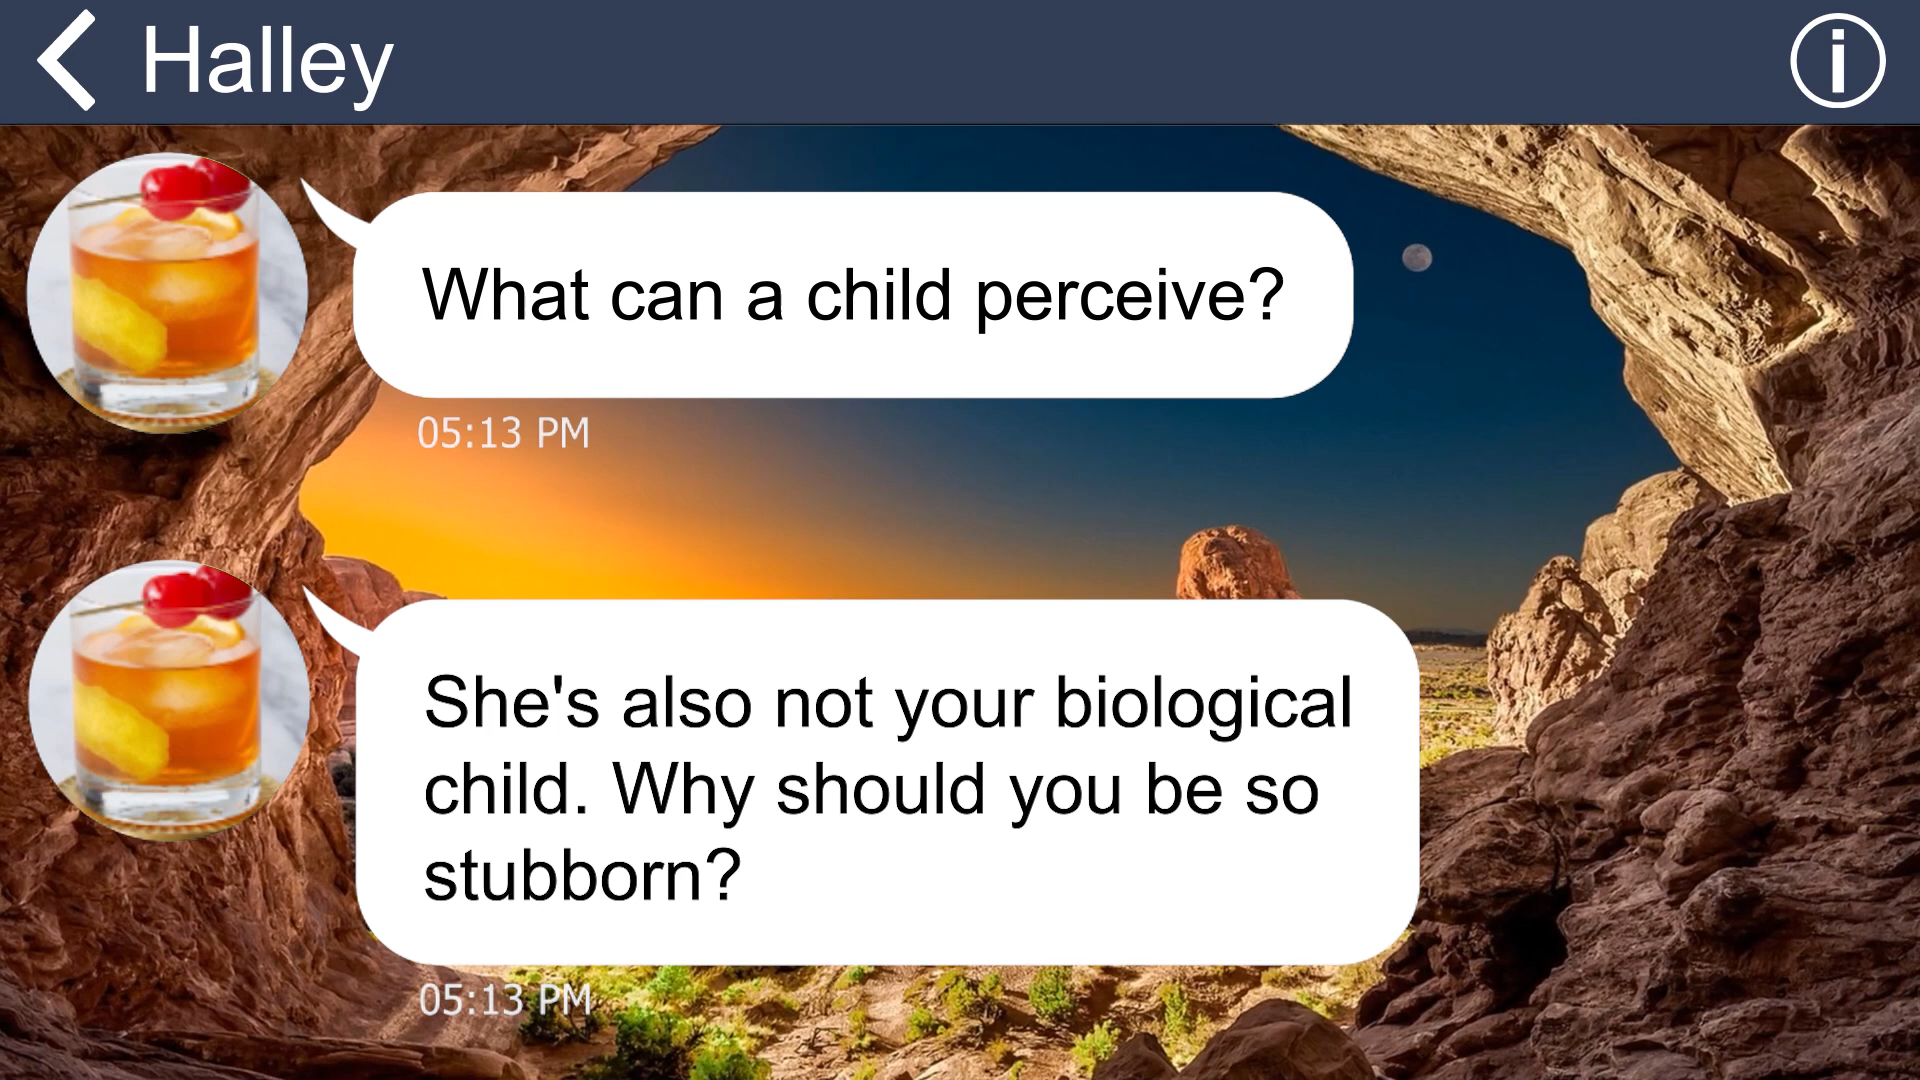 Halley
What can a child perceive?
05:13 PM
She's also not your biological
child. Why should you be so
stubborn?
05:13 PM